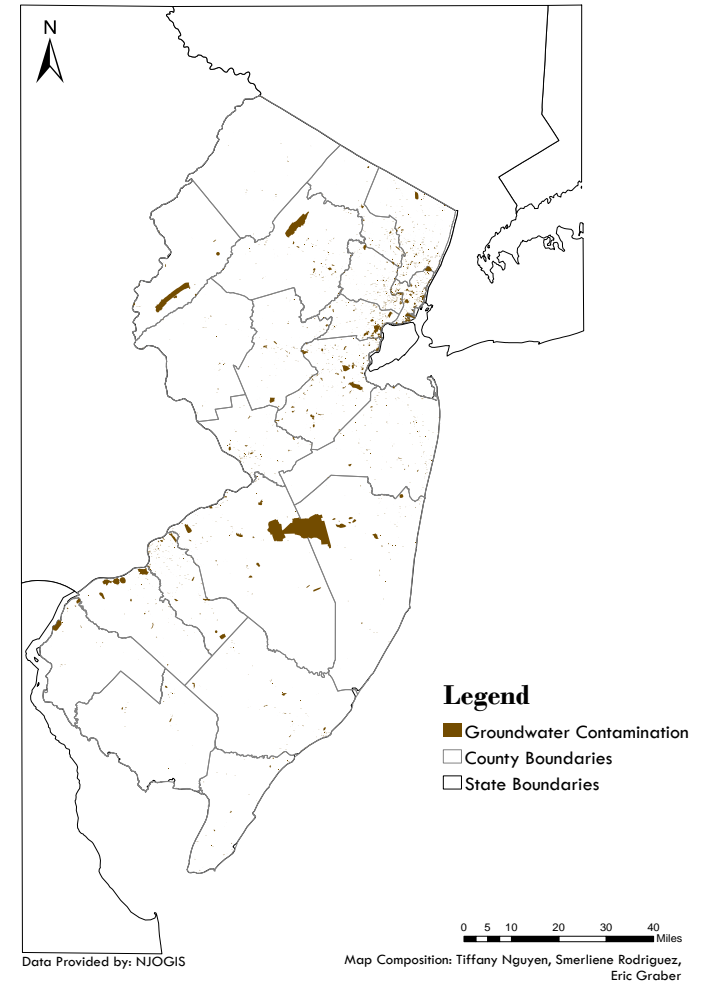 N
Legend
Groundwater Contamination
County Boundaries
State Boundaries
0 5 10 20 30 40
Miles
Data Provided by: NJOGIS
Map Composition: Tiffany Nguyen, Smerliene Rodriguez,
Eric Graber